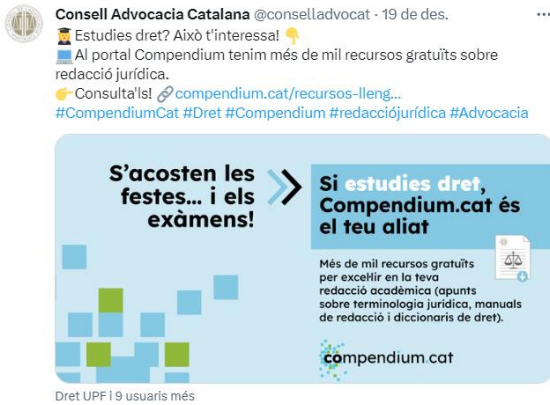 Consell Advocacia Catalana @conselladvocat · 19 de des.
Estudies dret? Això t'interessa!
Al portal Compendium tenim més de mil recursos gratuïts sobre
redacció jurídica.
Consulta'ls! compendium.cat/recursos-lleng...
#CompendiumCat #Dret #Compendium #redacciójurídica #Advocacia
S'acosten les
festes... i els
exàmens!
Si estudies dret,
Compendium.cat és
el teu aliat
Més de mil recursos gratuïts
per excel·lir en la teva
redacció acadèmica (apunts
sobre terminologia jurídica, manuals
de redacció i diccionaris de dret).
compendium.cat
Dret UPF i 9 usuaris més